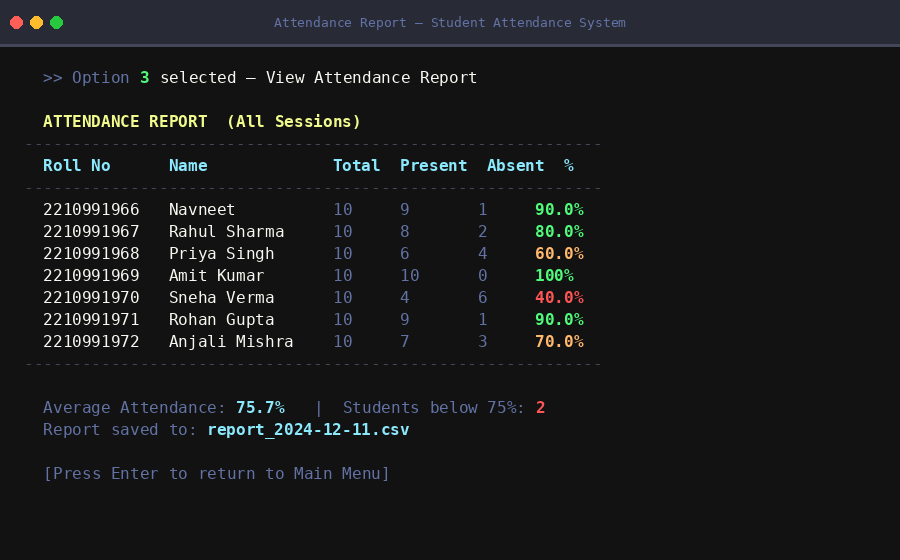 Attendance Report — Student Attendance System
>> Option 3 selected — View Attendance Report
ATTENDANCE REPORT (All Sessions)
------------------------------------------------------------
Roll No Name Total Present Absent %
------------------------------------------------------------
2210991966 Navneet 10 9 1 90.0%
2210991967 Rahul Sharma 10 8 2 80.0%
2210991968 Priya Singh 10 6 4 60.0%
2210991969 Amit Kumar 10 10 0 100%
2210991970 Sneha Verma 10 4 6 40.0%
2210991971 Rohan Gupta 10 9 1 90.0%
2210991972 Anjali Mishra 10 7 3 70.0%
------------------------------------------------------------
Average Attendance: 75.7% | Students below 75%: 2
Report saved to: report_2024-12-11.csv
[Press Enter to return to Main Menu]